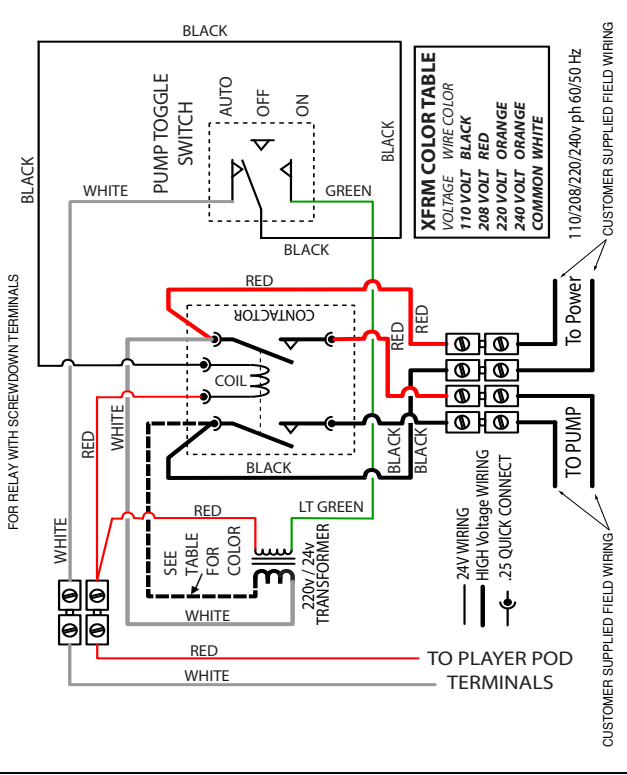 FOR RELAY WITH SCREWDOWN TERMINALS
BLACK
BLACK
PUMP TOGGLE
SWITCH
AUTO
OFF
ON
BLACK
WHITE
GREEN
BLACK
XFRM COLOR TABLE
VOLTAGE WIRE COLOR
110 VOLT BLACK
208 VOLT RED
220 VOLT ORANGE
240 VOLT ORANGE
COMMON WHITE
110/208/220/240v ph 60/50 Hz
CUSTOMER SUPPLIED FIELD WIRING
RED
CONTACTOR
COIL
RED
RED
To Power
WHITE
RED
BLACK
BLACK
BLACK
TO PUMP
WHITE
RED
LT GREEN
SEE
TABLE
FOR
COLOR
220v / 24v
TRANSFORMER
WHITE
24V WIRING
HIGH Voltage WIRING
.25 QUICK CONNECT
CUSTOMER SUPPLIED FIELD WIRING
RED
TO PLAYER POD
WHITE
TERMINALS